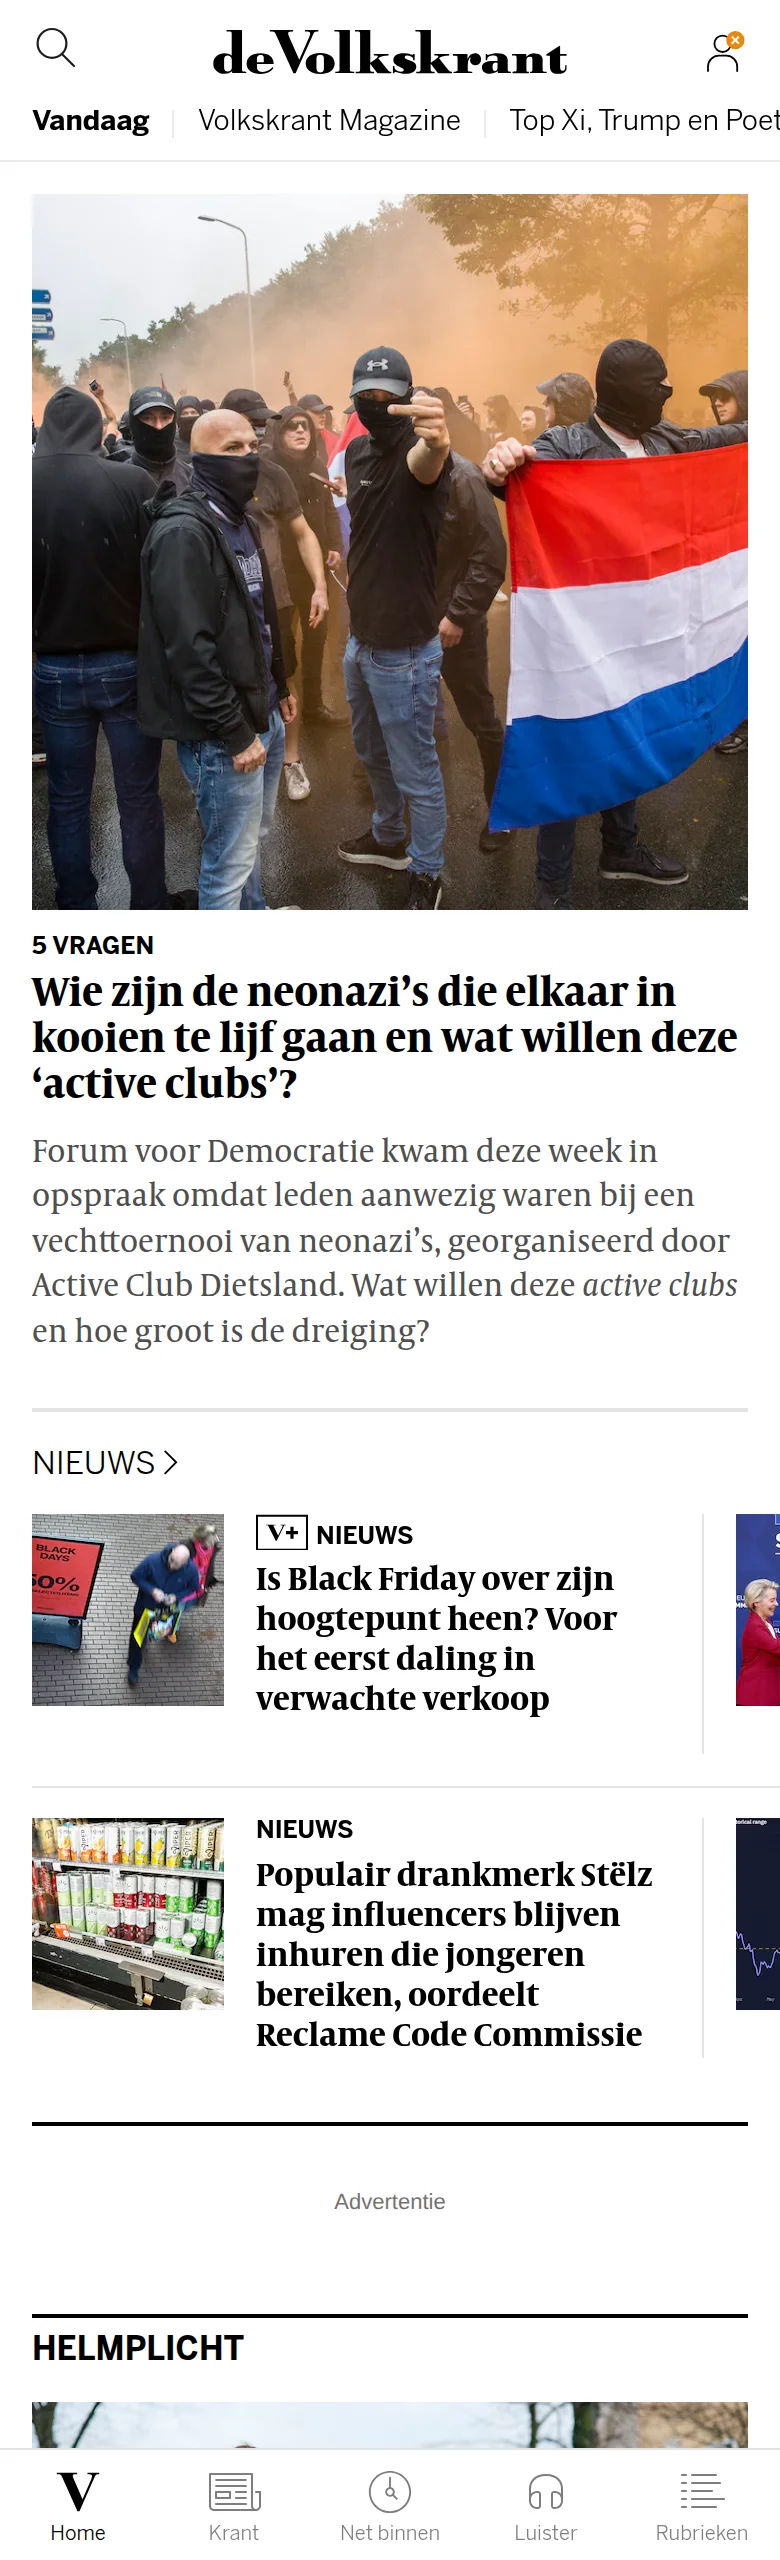 deVolkskrant
Vandaag
Volkskrant Magazine
Top Xi, Trump en Poet
5 VRAGEN
Wie zijn de neonazi’s die elkaar in
kooien te lijf gaan en wat willen deze
‘active clubs’?
Forum voor Democratie kwam deze week in
opspraak omdat leden aanwezig waren bij een
vechttoernooi van neonazi’s, georganiseerd door
Active Club Dietsland. Wat willen deze active clubs
en hoe groot is de dreiging?
NIEUWS
BLACK
DAYS
50%
V+ NIEUWS
Is Black Friday over zijn
hoogtepunt heen? Voor
het eerst daling in
verwachte verkoop
NIEUWS
Populair drankmerk Stëlz
mag influencers blijven
inhuren die jongeren
bereiken, oordeelt
Reclame Code Commissie
torical range
Advertentie
HELMPLICHT
V
Home
Krant
Net binnen
Luister
Rubrieken